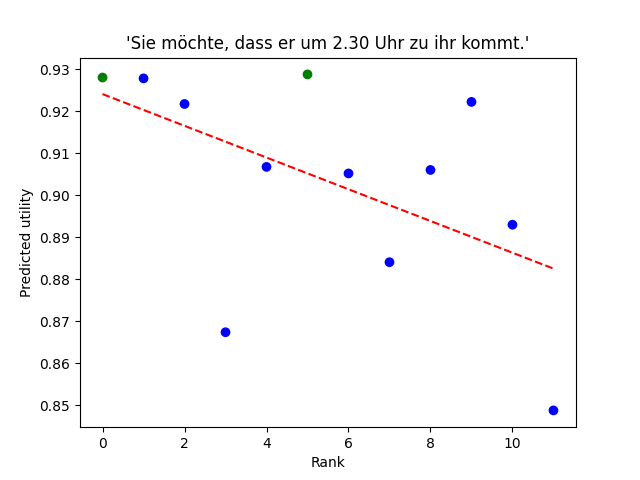 'Sie möchte, dass er um 2.30 Uhr zu ihr kommt.'
0.93
0.92
0.91
0.90
0.89
0.88
0.87
0.86
0.85
Predicted utility
0 2 4 6 8 10
Rank